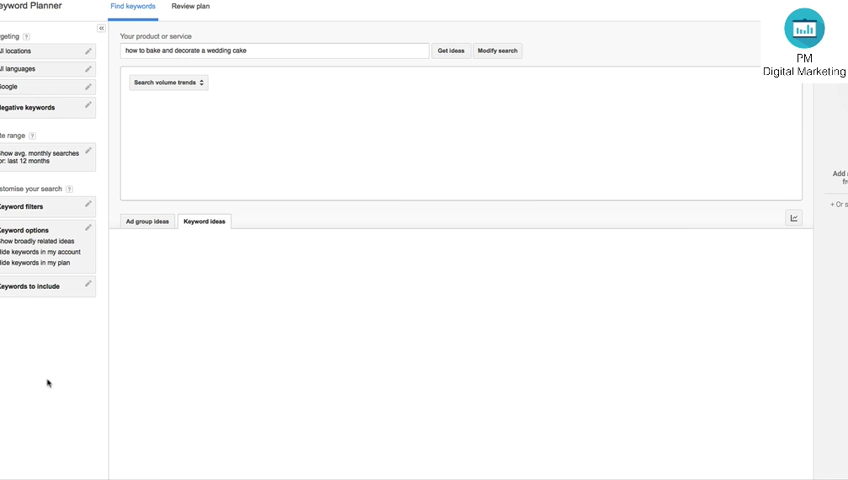 eyword Planner
Find keywords
Review plan
PM
Digital Marketing
rgeting ?
ll locations
ll languages
oogle
egative keywords
te range ?
how avg. monthly searches
or: last 12 months
stomise your search ?
eyword filters
eyword options
how broadly related ideas
ide keywords in my account
ide keywords in my plan
eywords to include
Your product or service
how to bake and decorate a wedding cake
Get ideas
Modify search
Search volume trends
Ad group ideas
Keyword ideas
Add
fr
+ Or s